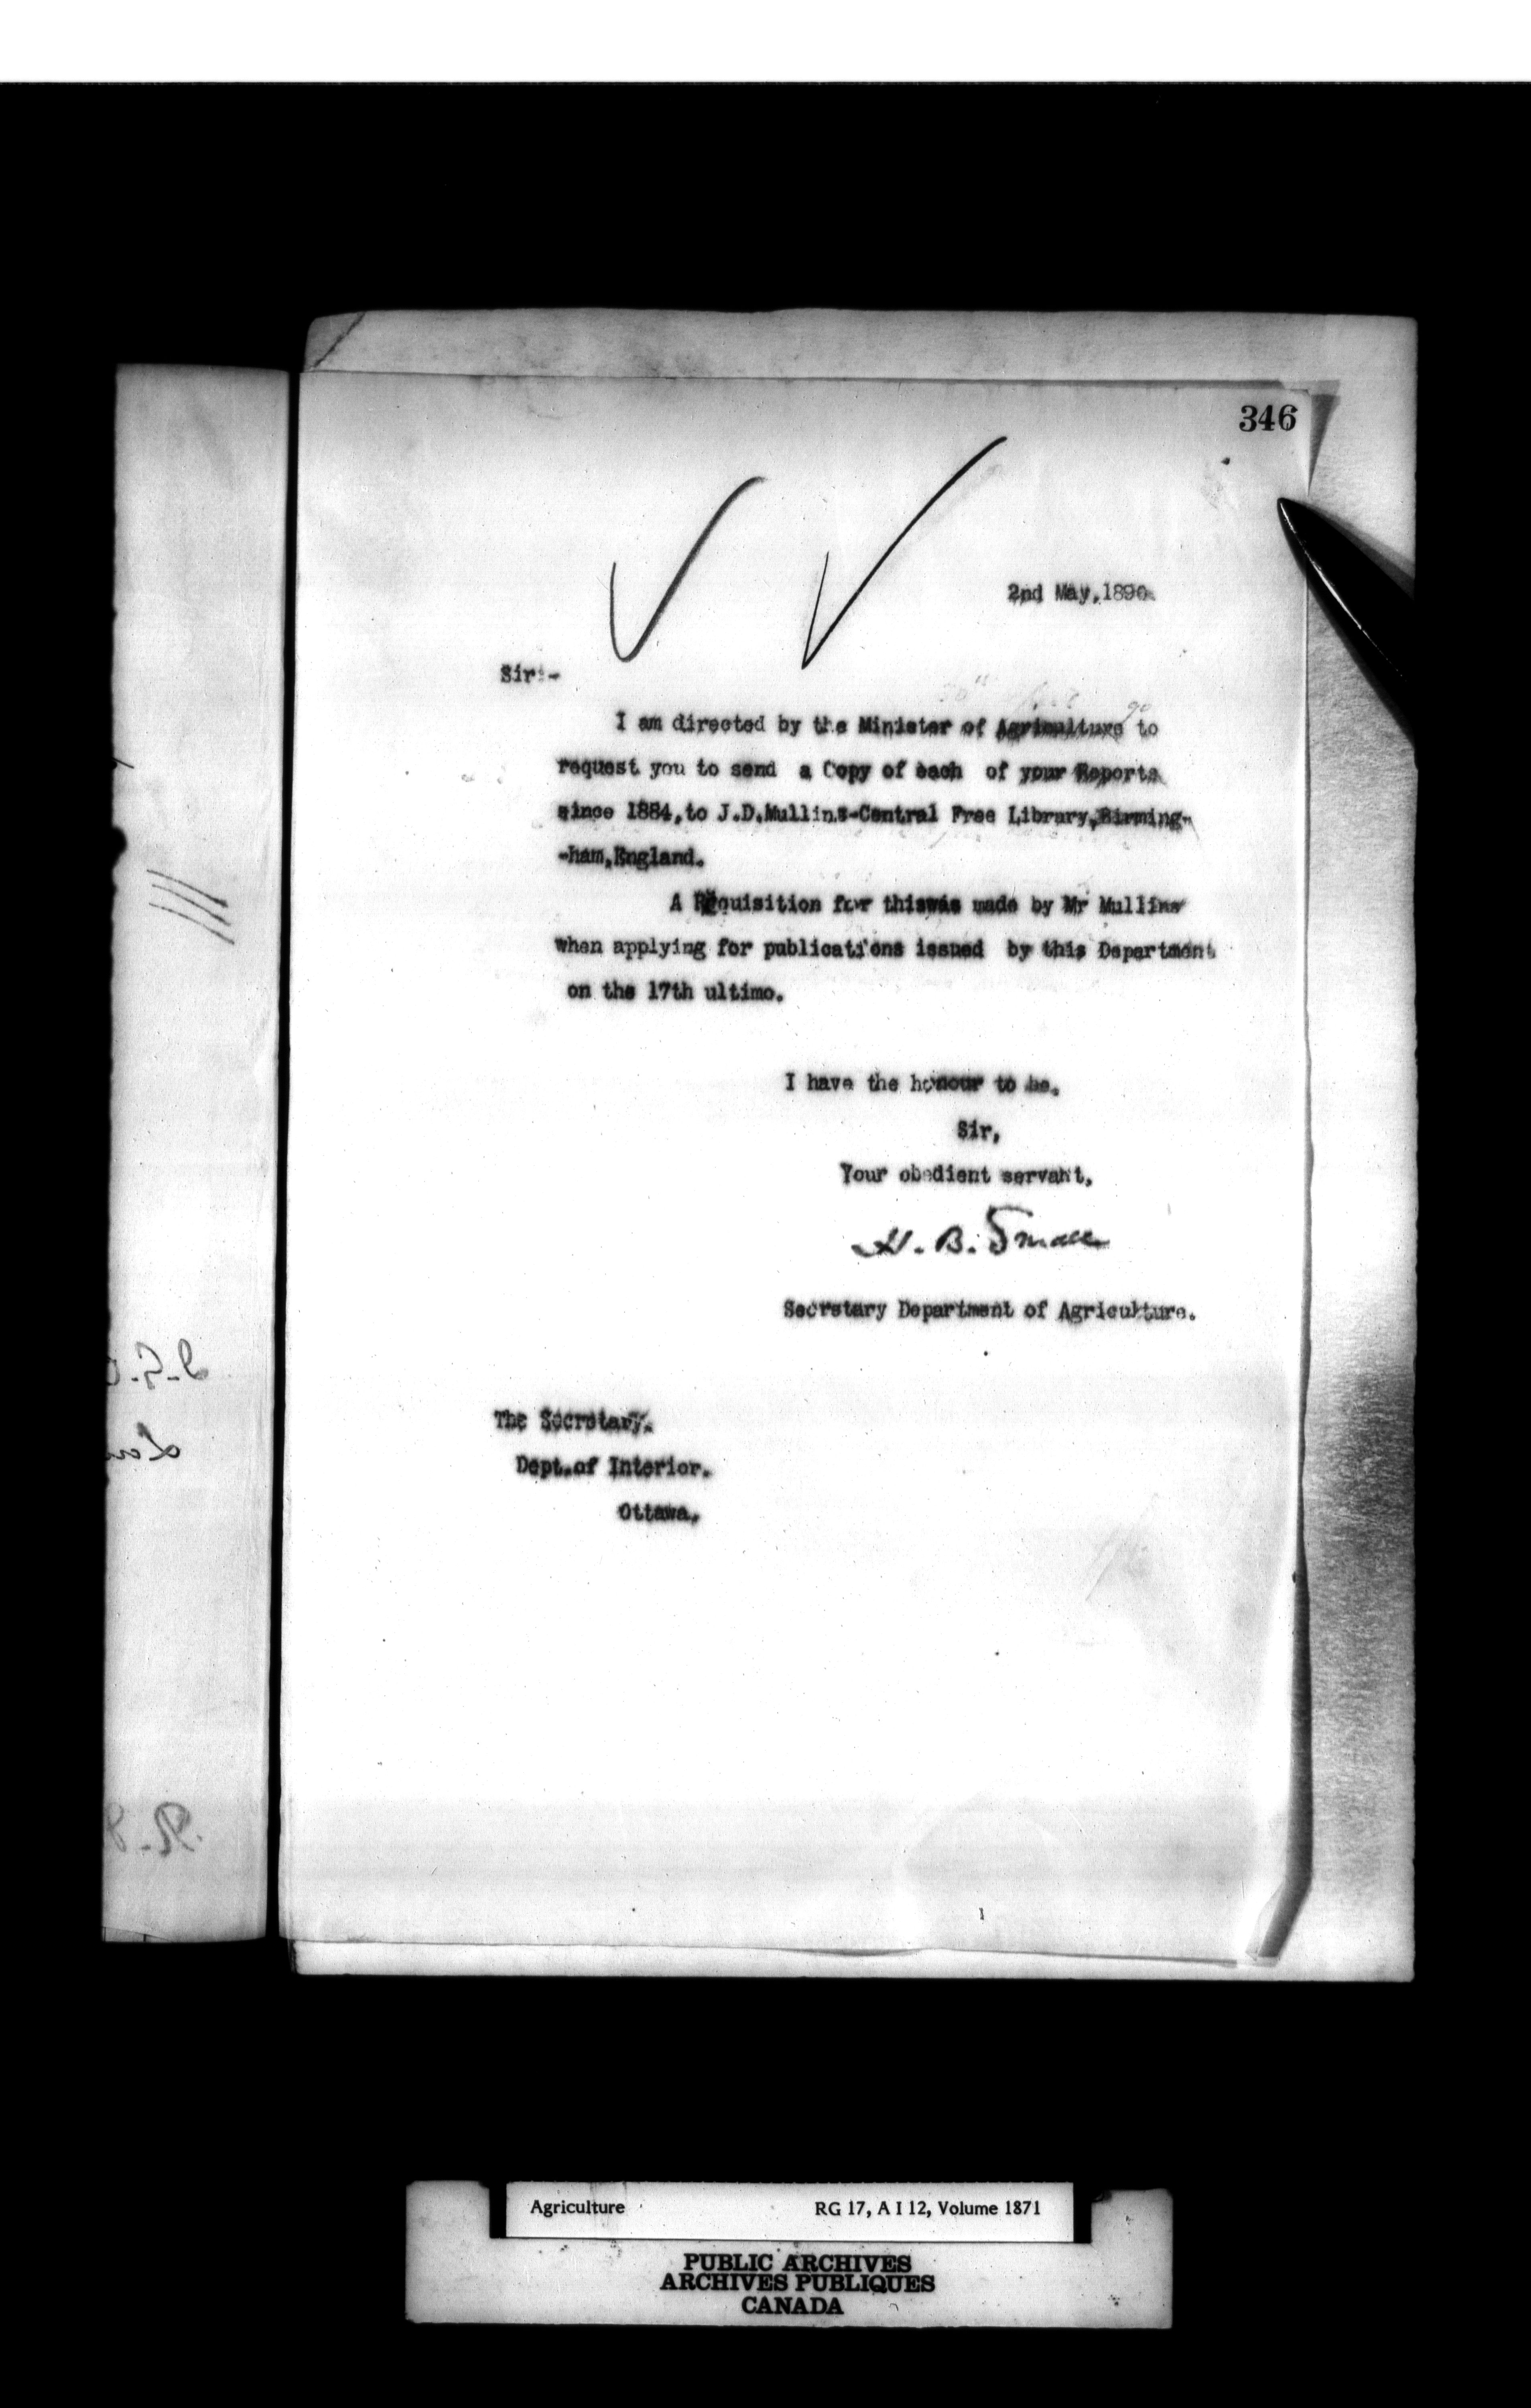 346
2nd May, 1890.
Sir:-
I am directed by the Minister of Agriculture to
request you to send a Copy of each of your Reports
since 1884, to J.D.Mullins-Central Free Library, Birming-
-ham, England.
A Requisition for thiswas made by Mr Mullins
when applying for publications issued by this Department
on the 17th ultimo.
I have the honour to be.
Sir,
Your obedient servant,
H. B. Small
Secretary Department of Agriculture.
The Secretary.
Dept.of Interior.
Ottawa.
Agriculture RG 17, A I 12, Volume 1871
PUBLIC ARCHIVES
ARCHIVES PUBLIQUES
CANADA